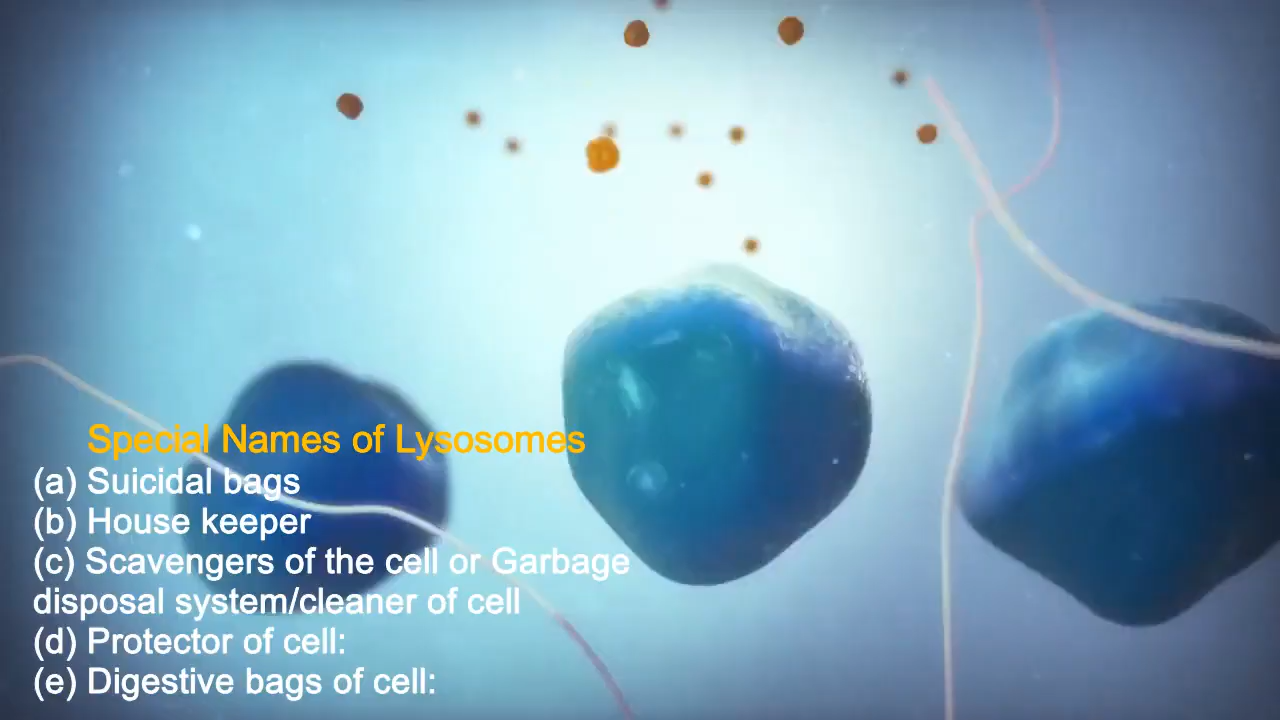 Special Names of Lysosomes
(a) Suicidal bags
(b) House keeper
(c) Scavengers of the cell or Garbage
disposal system/cleaner of cell
(d) Protector of cell:
(e) Digestive bags of cell: